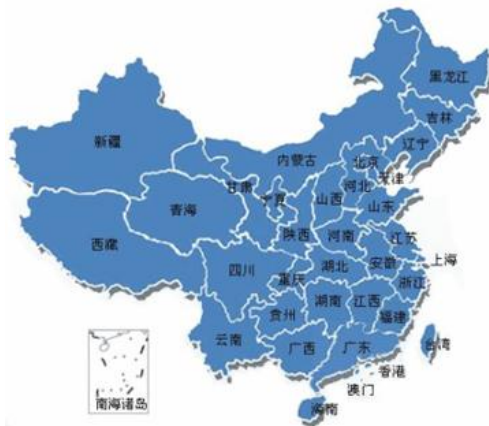 黑龙江
吉林
辽宁
新疆
内蒙古
北京
天津
甘肃
宁夏
河北
山西
山东
青海
陕西
河南
江苏
西藏
四川
重庆
湖北
安徽
上海
浙江
湖南
江西
贵州
福建
云南
广西
广东
台湾
香港
澳门
南海诸岛
海南